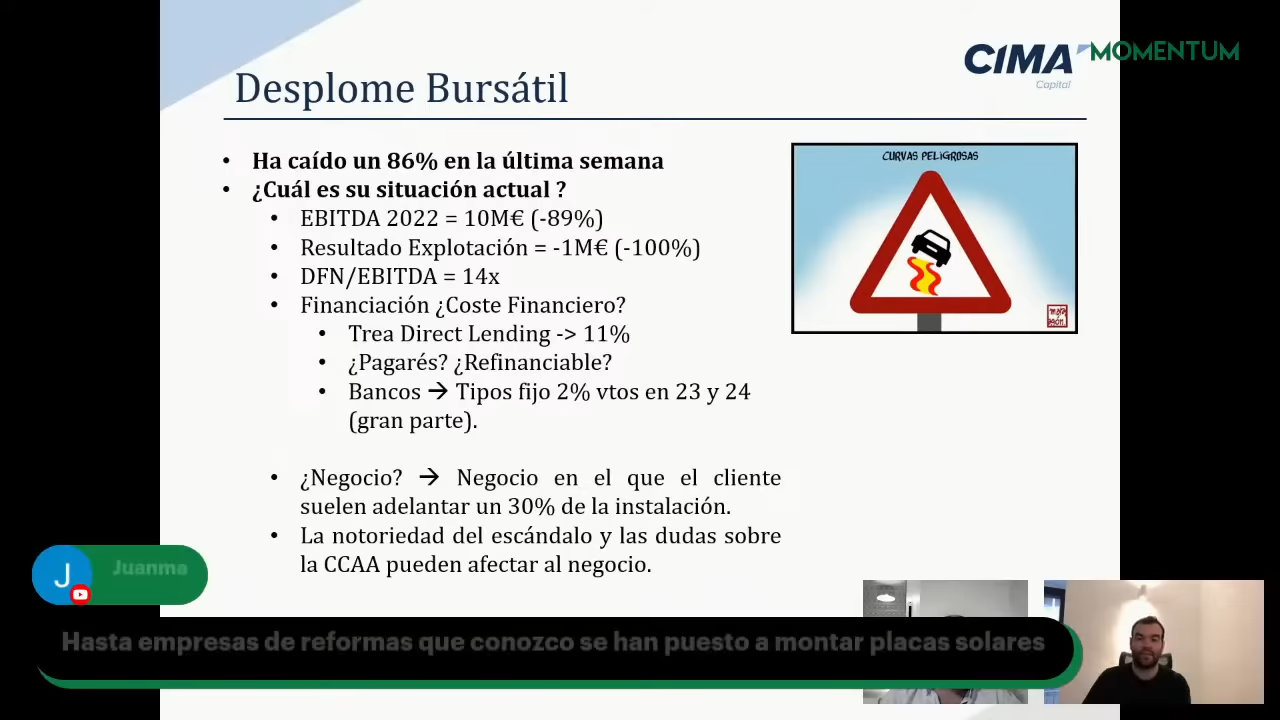 CIMA
Capital
MOMENTUM
Desplome Bursátil
• Ha caído un 86% en la última semana
• ¿Cuál es su situación actual ?
• EBITDA 2022 = 10M€ (-89%)
• Resultado Explotación = -1M€ (-100%)
• DFN/EBITDA = 14x
• Financiación ¿Coste Financiero?
• Trea Direct Lending -> 11%
• ¿Pagarés? ¿Refinanciable?
• Bancos → Tipos fijo 2% vtos en 23 y 24
(gran parte).
• ¿Negocio? → Negocio en el que el cliente
suelen adelantar un 30% de la instalación.
• La notoriedad del escándalo y las dudas sobre
la CCAA pueden afectar al negocio.
CURVAS PELIGROSAS
J
Juanma
Hasta empresas de reformas que conozco se han puesto a montar placas solares